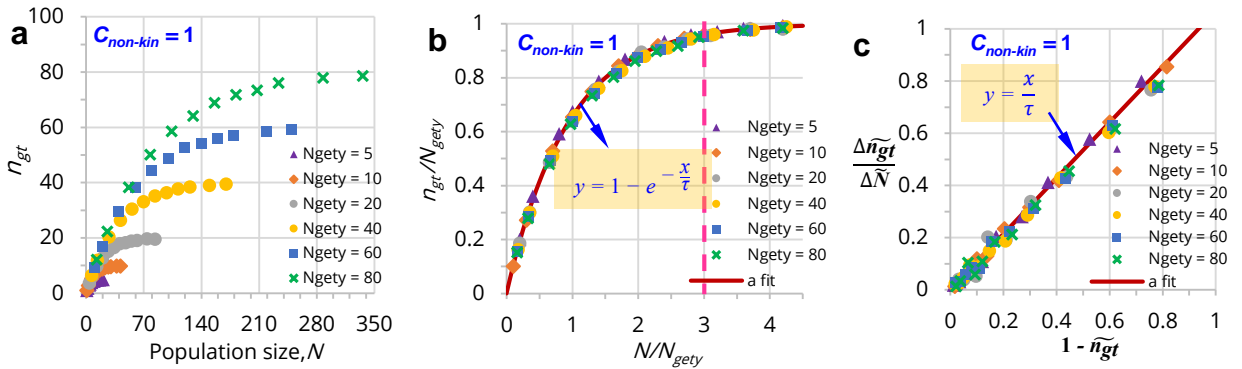 a
C_non-kin = 1
n_gt
100
80
60
40
20
0
Ngety = 5
Ngety = 10
Ngety = 20
Ngety = 40
Ngety = 60
Ngety = 80
0 70 140 210 280 350
Population size, N
b
C_non-kin = 1
n_gt/N_gety
1
0.8
0.6
0.4
0.2
0
y = 1 − e^(−x/τ)
Ngety = 5
Ngety = 10
Ngety = 20
Ngety = 40
Ngety = 60
Ngety = 80
a fit
0 1 2 3 4
N/N_gety
c
C_non-kin = 1
Δñ_gt/ΔÑ
1
0.8
0.6
0.4
0.2
0
y = x/τ
Ngety = 5
Ngety = 10
Ngety = 20
Ngety = 40
Ngety = 60
Ngety = 80
a fit
0 0.2 0.4 0.6 0.8 1
1 - ñ_gt